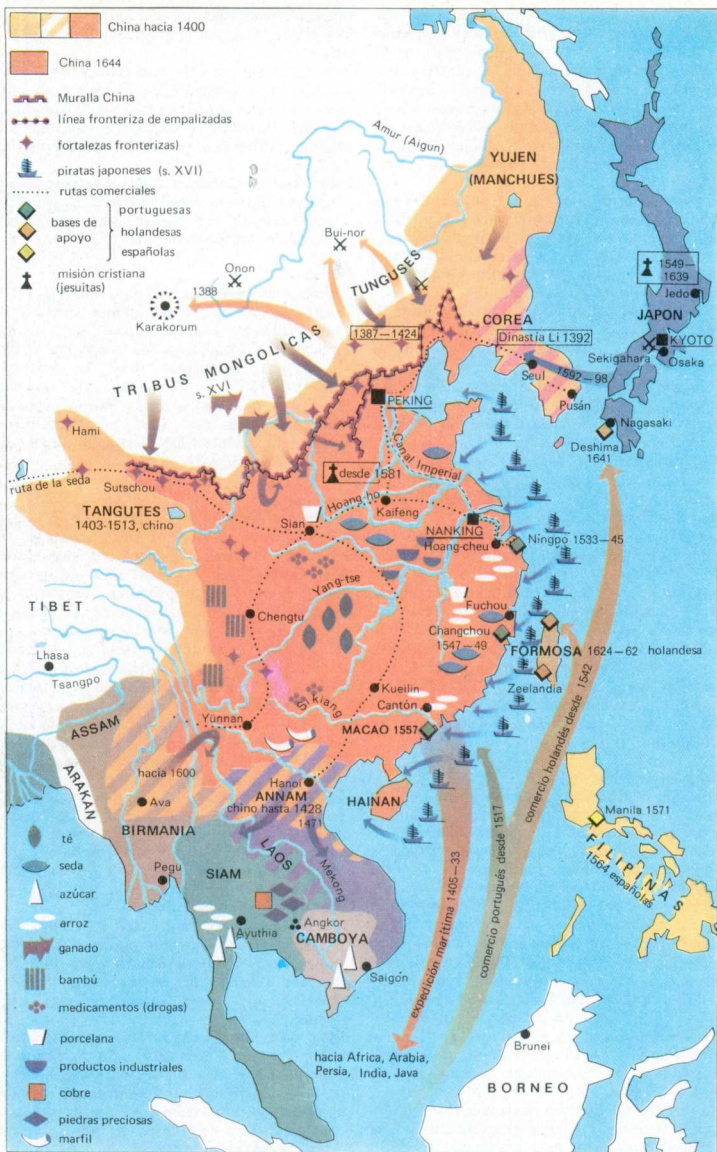 China hacia 1400
China 1644
Muralla China
línea fronteriza de empalizadas
fortalezas fronterizas)
piratas japoneses (s. XVI)
rutas comerciales
bases de
apoyo
portuguesas
holandesas
españolas
misión cristiana
(jesuitas)
Amur (Aigun)
YUJEN
(MANCHUES)
Bui-nor
Onon
TUNGUSES
1388
Karakorum
1387—1424
COREA
Dinastía Li 1392
1549—
1639
Jedo
JAPON
KYOTO
Sekigahara
Osaka
TRIBUS MONGOLICAS
s. XVI
Seul
1592—98
Pusán
PEKING
Nagasaki
Deshima
1641
Hami
desde 1581
Canal Imperial
ruta de la seda
Sutschou
Hoang-ho
Kaifeng
TANGUTES
1403-1513, chino
Sian
NANKING
Hoang-cheu
Ningpo 1533—45
Yang-tse
TIBET
Chengtu
Fuchou
Changchou
1547—49
FORMOSA 1624—62 holandesa
Lhasa
Tsangpo
Zeelandia
Kueilin
S. kiang
Cantón
ASSAM
Yünnan
MACAO 1557
ARAKAN
hacia 1600
Hanoi
ANNAM
chino hasta 1428
1471
HAINAN
Ava
BIRMANIA
Manila 1571
FILIPINAS
1564 españolas
Pegu
SIAM
LAOS
Mekong
Ayuthia
Angkor
CAMBOYA
Saigón
expedición marítima 1405—33
comercio portugués desde 1517
comercio holandés desde 1542
hacia Africa, Arabia,
Persia, India, Java
Brunei
BORNEO
té
seda
azúcar
arroz
ganado
bambú
medicamentos (drogas)
porcelana
productos industriales
cobre
piedras preciosas
marfil